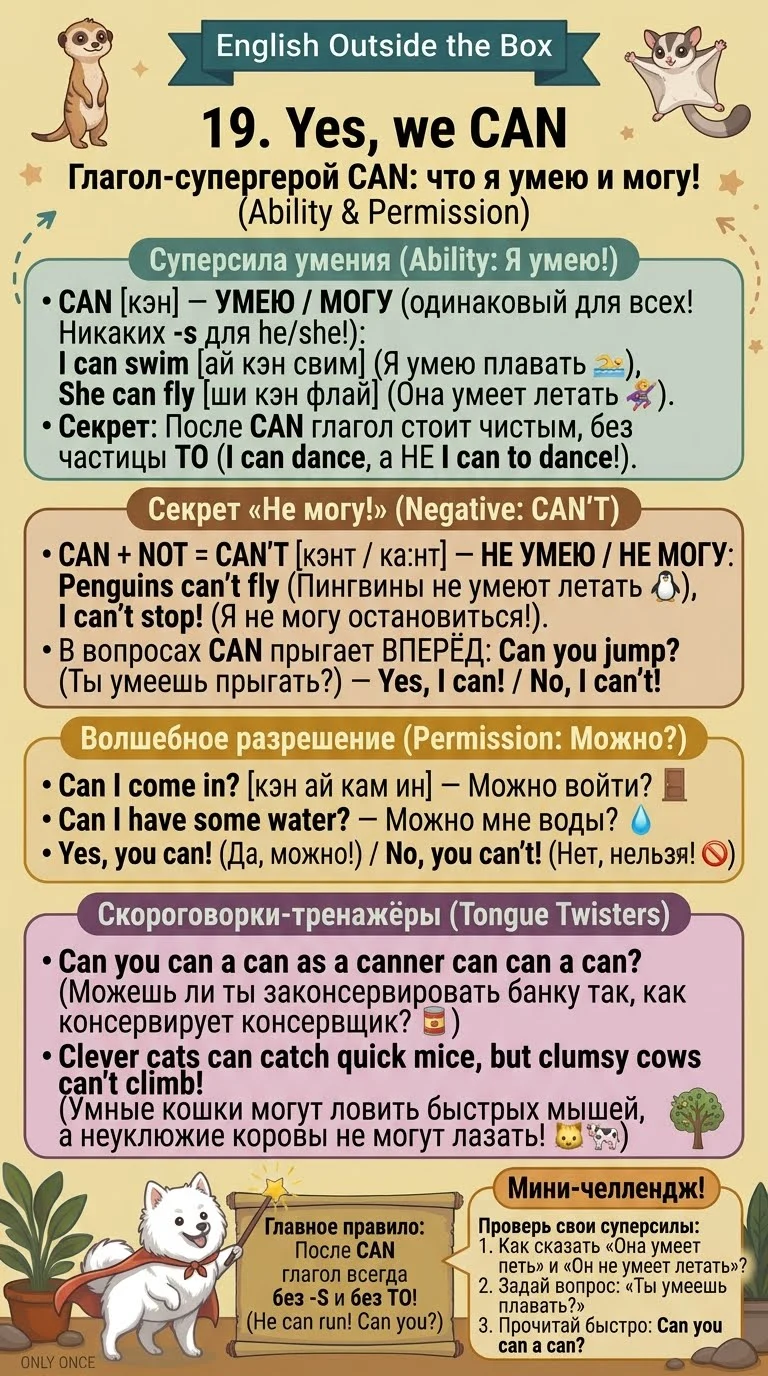 English Outside the Box
19. Yes, we CAN
Глагол-супергерой CAN: что я умею и могу!
(Ability & Permission)
Суперсила умения (Ability: Я умею!)
• CAN [кэн] — УМЕЮ / МОГУ (одинаковый для всех!
Никаких -s для he/she!):
I can swim [ай кэн свим] (Я умею плавать 🏊),
She can fly [ши кэн флай] (Она умеет летать 🦸‍♀️).
• Секрет: После CAN глагол стоит чистым, без
частицы TO (I can dance, а НЕ I can to dance!).
Секрет «Не могу!» (Negative: CAN’T)
• CAN + NOT = CAN’T [кэнт / ка:нт] — НЕ УМЕЮ / НЕ МОГУ:
Penguins can’t fly (Пингвины не умеют летать 🐧),
I can’t stop! (Я не могу остановиться!).
• В вопросах CAN прыгает ВПЕРЁД: Can you jump?
(Ты умеешь прыгать?) — Yes, I can! / No, I can’t!
Волшебное разрешение (Permission: Можно?)
• Can I come in? [кэн ай кам ин] — Можно войти? 🚪
• Can I have some water? — Можно мне воды? 💧
• Yes, you can! (Да, можно!) / No, you can’t! (Нет, нельзя! 🚫)
Скороговорки-тренажёры (Tongue Twisters)
• Can you can a can as a canner can can a can?
(Можешь ли ты законсервировать банку так, как
консервирует консервщик? 🥫)
• Clever cats can catch quick mice, but clumsy cows
can’t climb!
(Умные кошки могут ловить быстрых мышей,
а неуклюжие коровы не могут лазать! 🐱🐄)
Главное правило:
После CAN
глагол всегда
без -S и без TO!
(He can run! Can you?)
Мини-челлендж!
Проверь свои суперсилы:
1. Как сказать «Она умеет
петь» и «Он не умеет летать»?
2. Задай вопрос: «Ты умеешь
плавать?»
3. Прочитай быстро: Can you
can a can?
ONLY ONCE